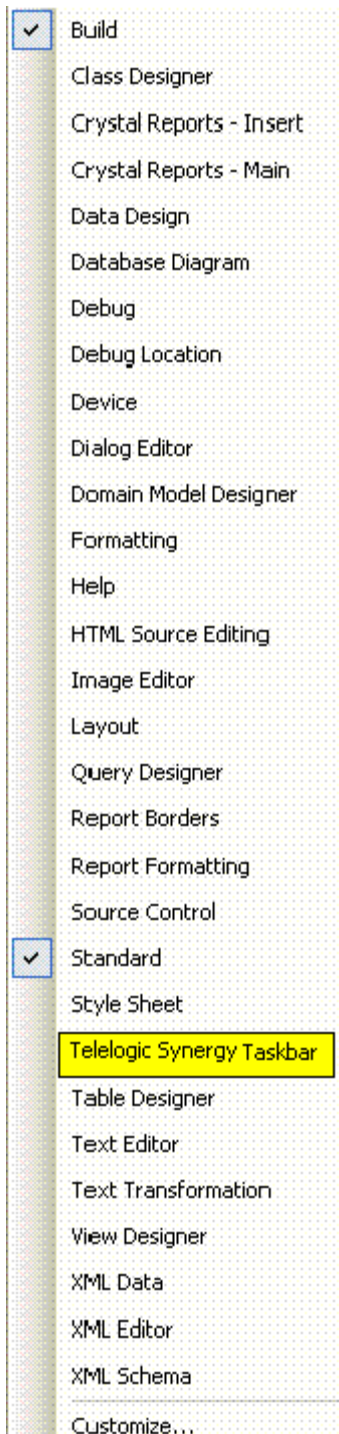 Build
Class Designer
Crystal Reports - Insert
Crystal Reports - Main
Data Design
Database Diagram
Debug
Debug Location
Device
Dialog Editor
Domain Model Designer
Formatting
Help
HTML Source Editing
Image Editor
Layout
Query Designer
Report Borders
Report Formatting
Source Control
Standard
Style Sheet
Telelogic Synergy Taskbar
Table Designer
Text Editor
Text Transformation
View Designer
XML Data
XML Editor
XML Schema
Customize...